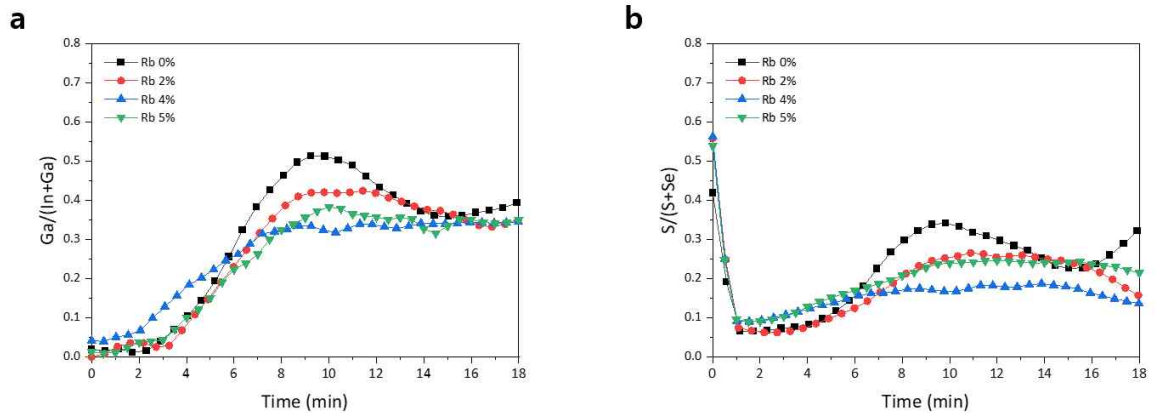 a
0.8
0.7
0.6
0.5
0.4
0.3
0.2
0.1
0.0
Ga/(In+Ga)
Rb 0%
Rb 2%
Rb 4%
Rb 5%
0 2 4 6 8 10 12 14 16 18
Time (min)
b
0.8
0.7
0.6
0.5
0.4
0.3
0.2
0.1
0.0
S/(S+Se)
Rb 0%
Rb 2%
Rb 4%
Rb 5%
0 2 4 6 8 10 12 14 16 18
Time (min)